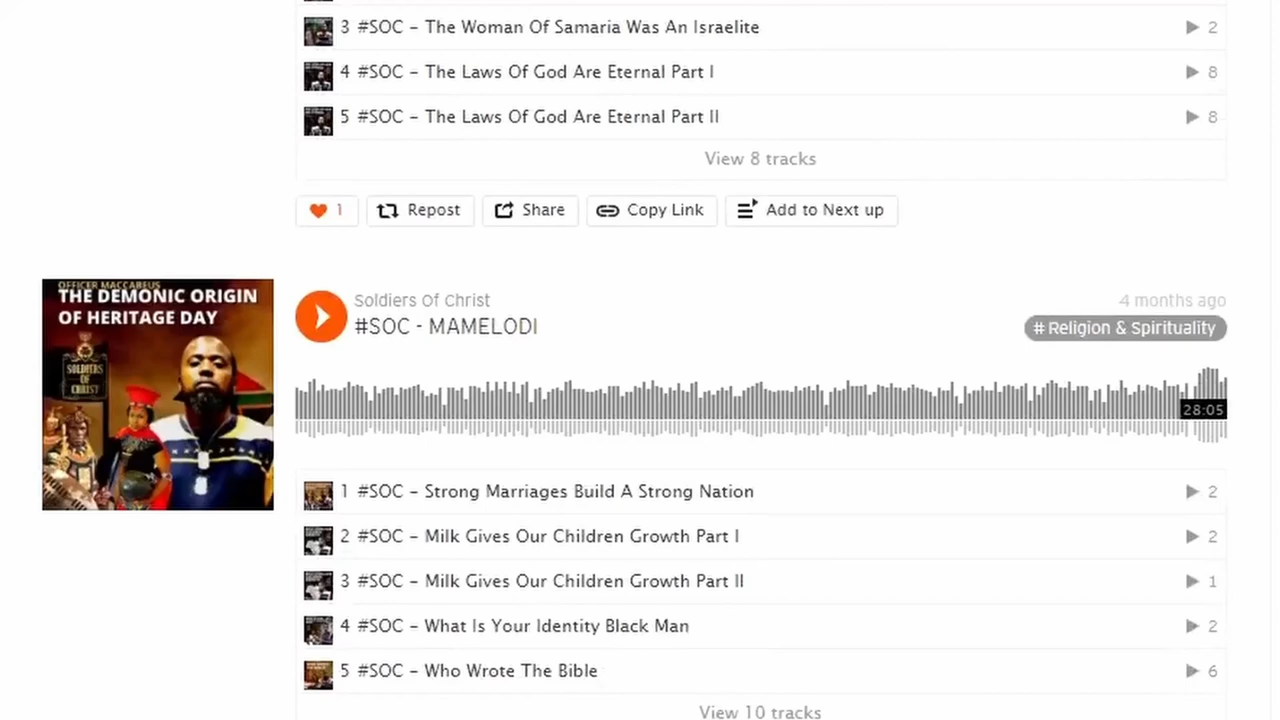 3 #SOC – The Woman Of Samaria Was An Israelite
2
4 #SOC – The Laws Of God Are Eternal Part I
8
5 #SOC – The Laws Of God Are Eternal Part II
8
View 8 tracks
1
Repost
Share
Copy Link
Add to Next up
OFFICER MACCABEUS
THE DEMONIC ORIGIN
OF HERITAGE DAY
SOLDIERS
OF
CHRIST
Soldiers Of Christ
4 months ago
#SOC - MAMELODI
# Religion & Spirituality
28:05
1 #SOC – Strong Marriages Build A Strong Nation
2
2 #SOC – Milk Gives Our Children Growth Part I
2
3 #SOC – Milk Gives Our Children Growth Part II
1
4 #SOC – What Is Your Identity Black Man
2
5 #SOC – Who Wrote The Bible
6
View 10 tracks